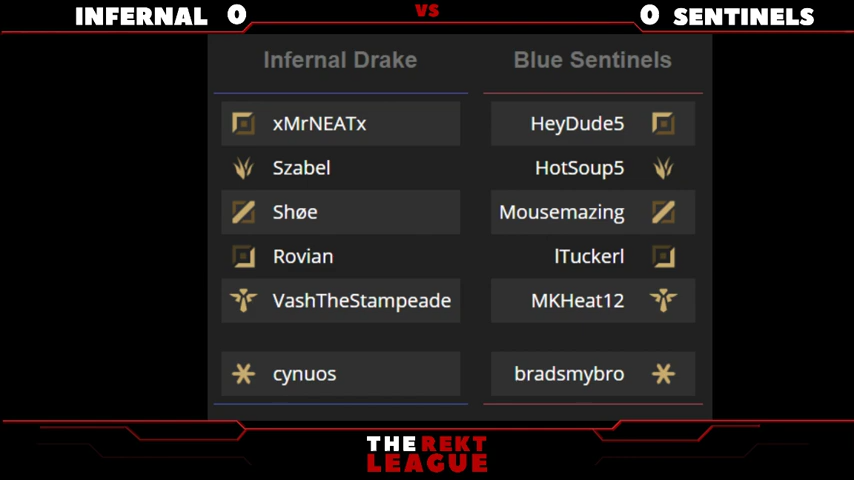 INFERNAL 0 VS 0 SENTINELS
Infernal Drake Blue Sentinels
xMrNEATx HeyDude5
Szabel HotSoup5
Shøe Mousemazing
Rovian lTuckerl
VashTheStampeade MKHeat12
cynuos bradsmybro
THE REKT
LEAGUE